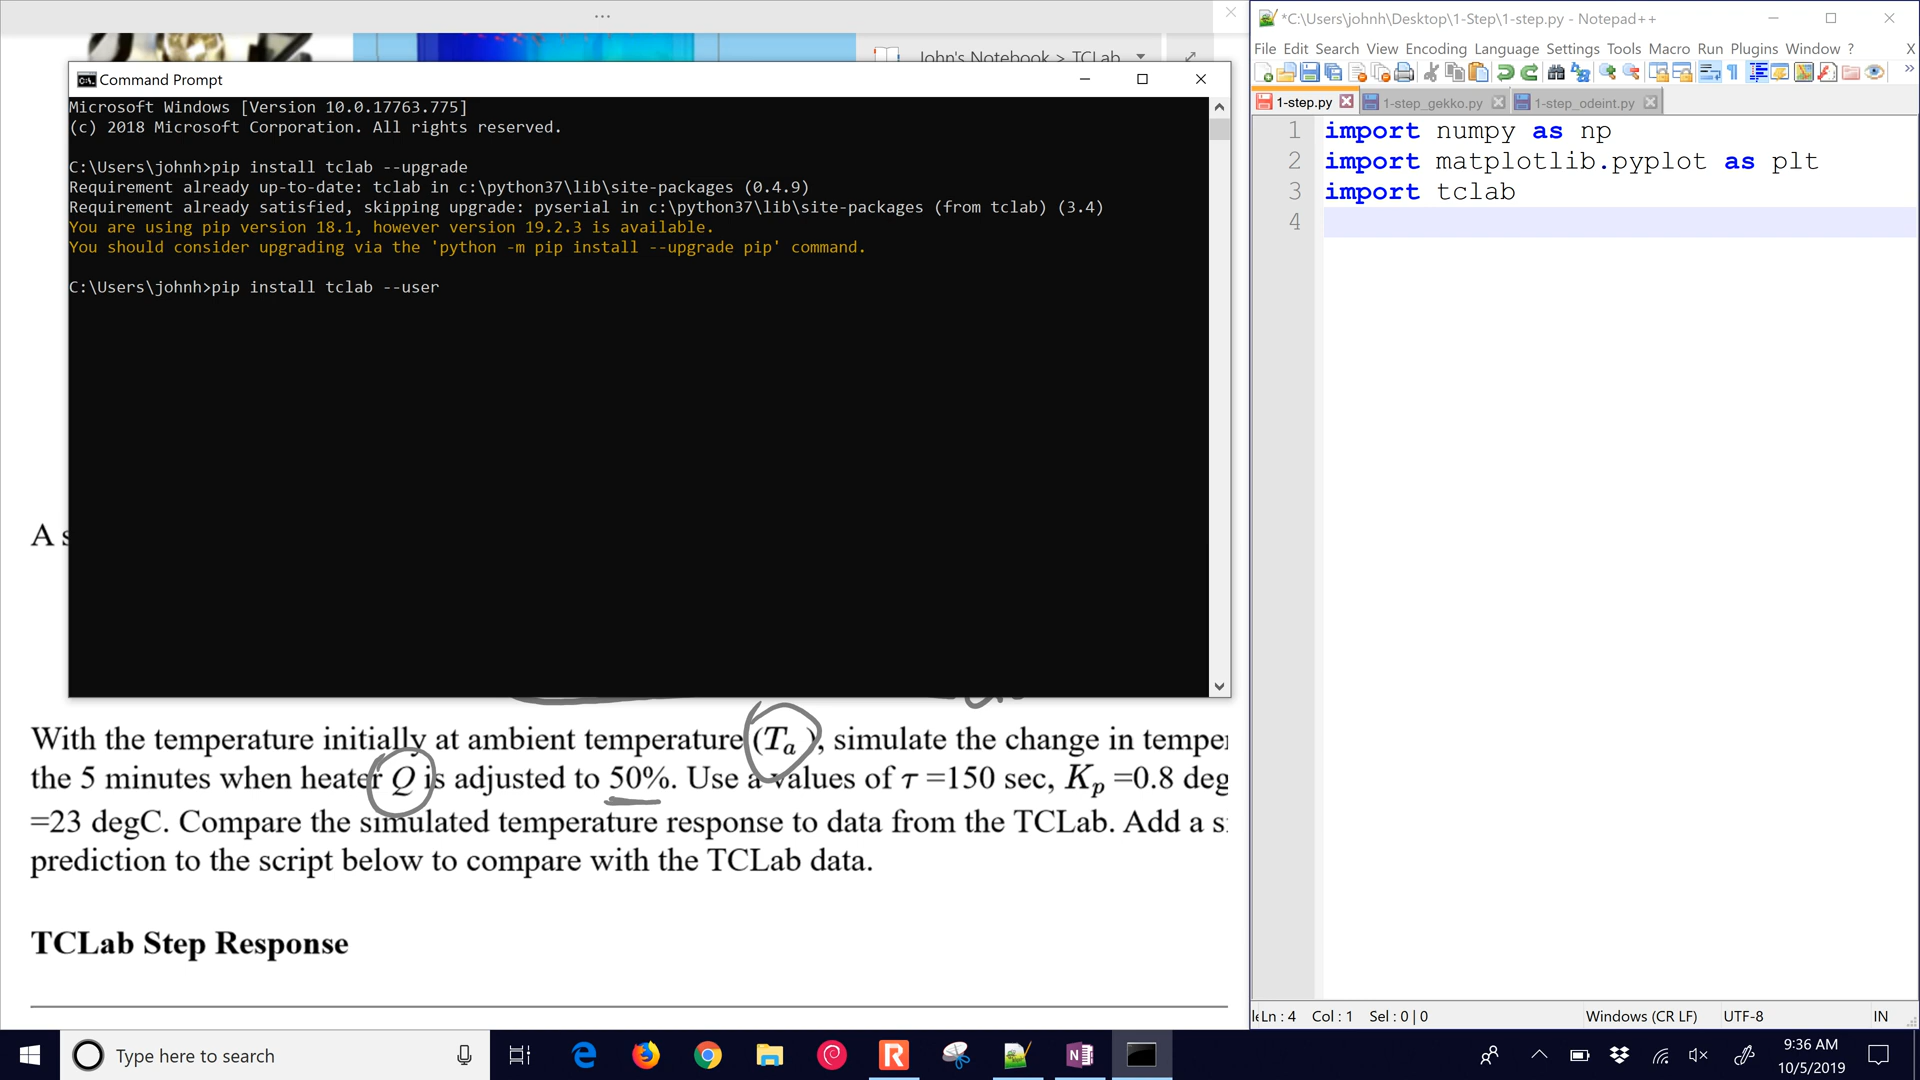 ...
John's Notebook > TCLab
Command Prompt
Microsoft Windows [Version 10.0.17763.775]
(c) 2018 Microsoft Corporation. All rights reserved.
C:\Users\johnh>pip install tclab --upgrade
Requirement already up-to-date: tclab in c:\python37\lib\site-packages (0.4.9)
Requirement already satisfied, skipping upgrade: pyserial in c:\python37\lib\site-packages (from tclab) (3.4)
You are using pip version 18.1, however version 19.2.3 is available.
You should consider upgrading via the 'python -m pip install --upgrade pip' command.
C:\Users\johnh>pip install tclab --user
A s
With the temperature initially at ambient temperature (Tₐ), simulate the change in temper
the 5 minutes when heater Q is adjusted to 50%. Use a values of τ =150 sec, Kₚ =0.8 deg
=23 degC. Compare the simulated temperature response to data from the TCLab. Add a s
prediction to the script below to compare with the TCLab data.
TCLab Step Response
*C:\Users\johnh\Desktop\1-Step\1-step.py - Notepad++
File Edit Search View Encoding Language Settings Tools Macro Run Plugins Window ? X
1-step.py 1-step_gekko.py 1-step_odeint.py
1 import numpy as np
2 import matplotlib.pyplot as plt
3 import tclab
4
Ln : 4 Col : 1 Sel : 0 | 0 Windows (CR LF) UTF-8 IN
Type here to search
9:36 AM
10/5/2019